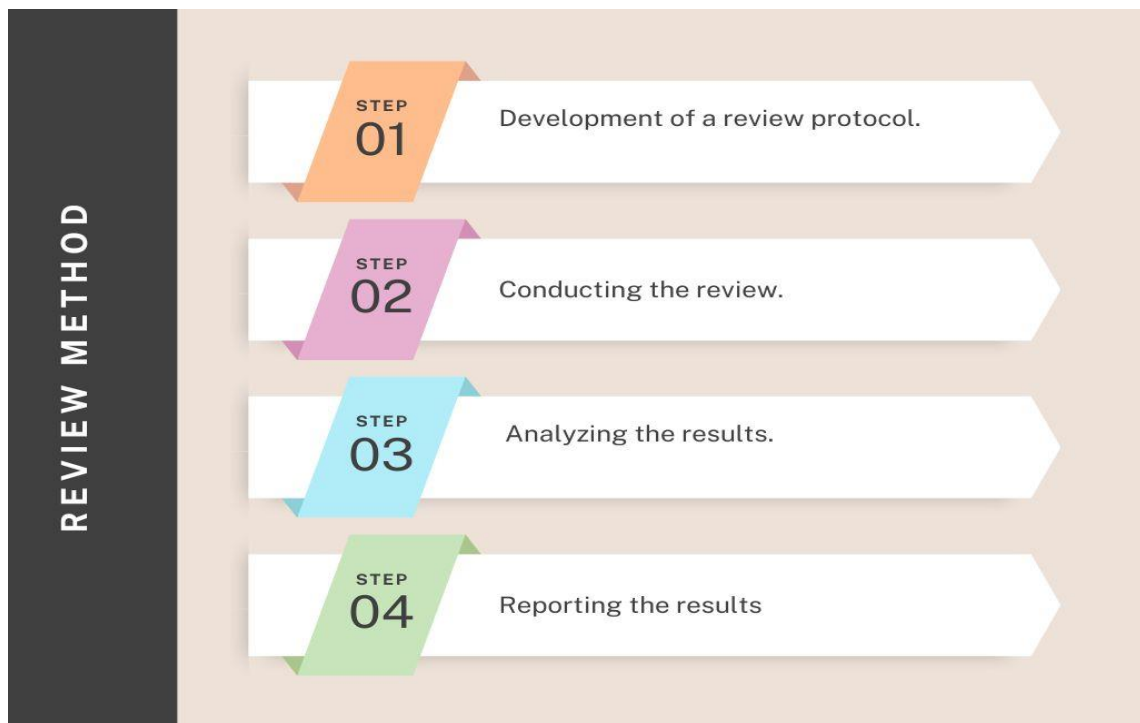 REVIEW METHOD
STEP
01
Development of a review protocol.
STEP
02
Conducting the review.
STEP
03
Analyzing the results.
STEP
04
Reporting the results